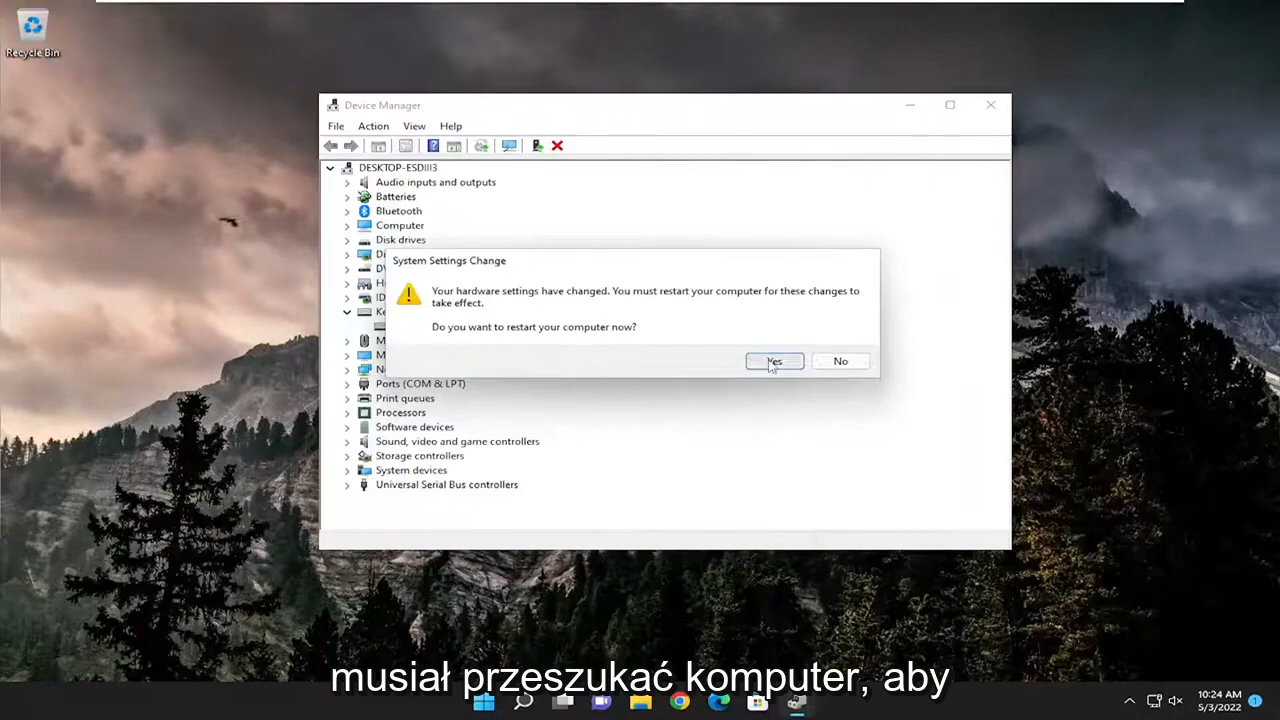 Recycle Bin
Device Manager
File Action View Help
DESKTOP-ESDIII3
Audio inputs and outputs
Batteries
Bluetooth
Computer
Disk drives
System Settings Change
Your hardware settings have changed. You must restart your computer for these changes to
take effect.
Do you want to restart your computer now?
Yes No
Ports (COM & LPT)
Print queues
Processors
Software devices
Sound, video and game controllers
Storage controllers
System devices
Universal Serial Bus controllers
musiał przeszukać komputer, aby
10:24 AM
5/3/2022
1